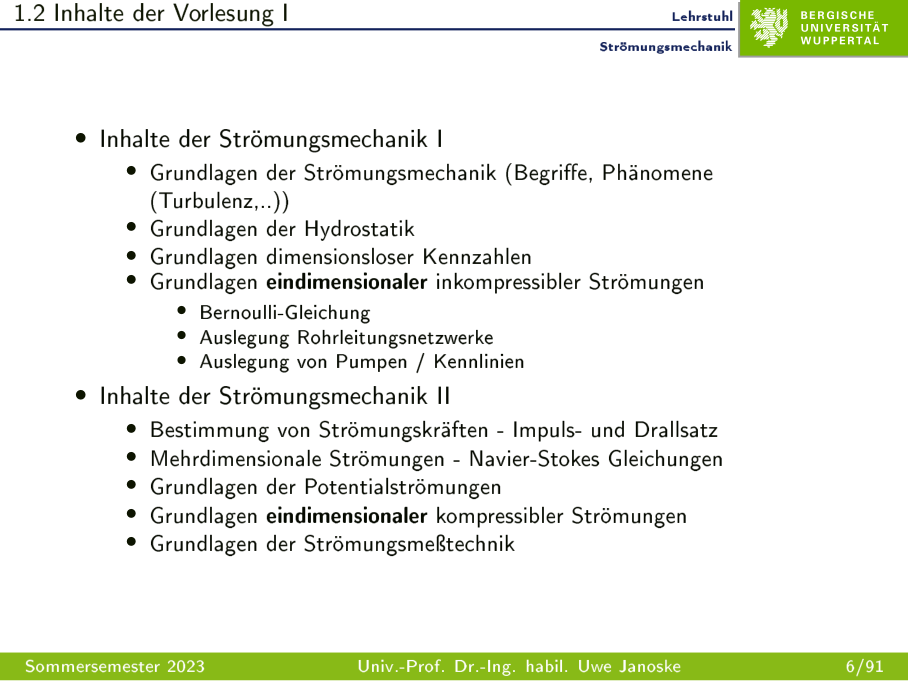 1.2 Inhalte der Vorlesung I
Lehrstuhl
Strömungsmechanik
BERGISCHE
UNIVERSITÄT
WUPPERTAL
• Inhalte der Strömungsmechanik I
• Grundlagen der Strömungsmechanik (Begriffe, Phänomene
(Turbulenz,..))
• Grundlagen der Hydrostatik
• Grundlagen dimensionsloser Kennzahlen
• Grundlagen eindimensionaler inkompressibler Strömungen
• Bernoulli-Gleichung
• Auslegung Rohrleitungsnetzwerke
• Auslegung von Pumpen / Kennlinien
• Inhalte der Strömungsmechanik II
• Bestimmung von Strömungskräften - Impuls- und Drallsatz
• Mehrdimensionale Strömungen - Navier-Stokes Gleichungen
• Grundlagen der Potentialströmungen
• Grundlagen eindimensionaler kompressibler Strömungen
• Grundlagen der Strömungsmeßtechnik
Sommersemester 2023
Univ.-Prof. Dr.-Ing. habil. Uwe Janoske
6/91